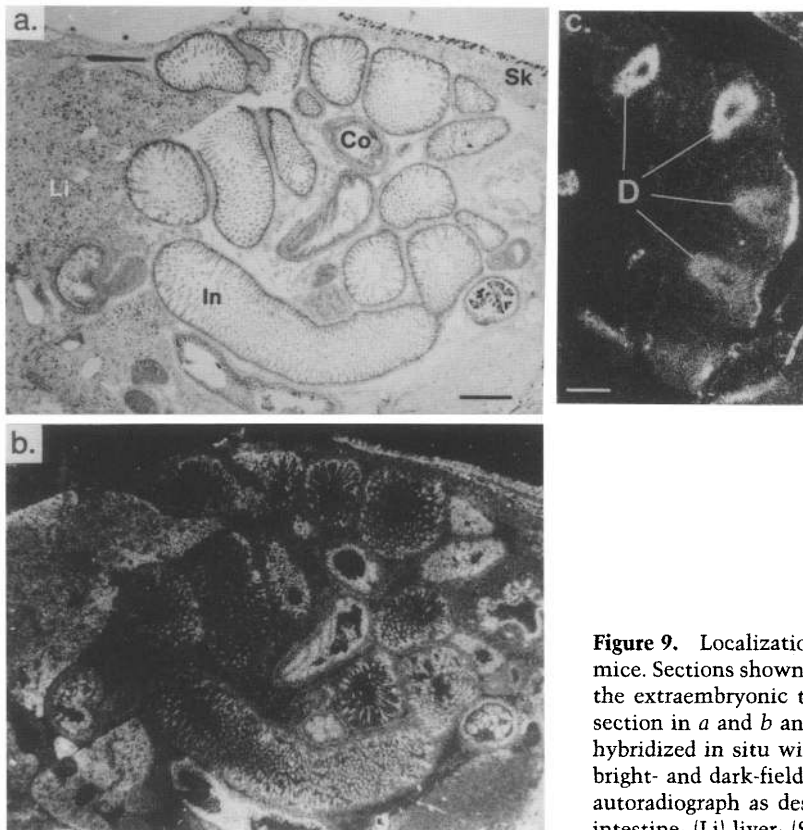 a.
Sk
Co
Li
In
b.
c.
D
Figure 9. Localizatio
mice. Sections shown
the extraembryonic t
section in a and b an
hybridized in situ wi
bright- and dark-field
autoradiograph as des
intestine, (Li) liver, (S